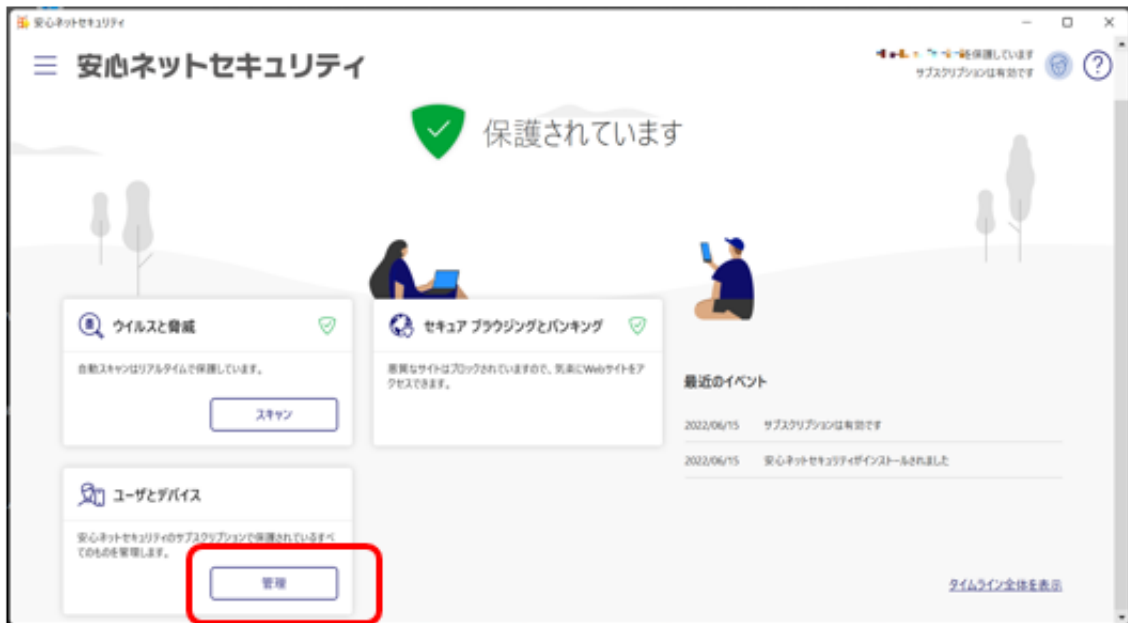 安心ネットセキュリティ
安心ネットセキュリティ
を保護しています
サブスクリプションは有効です
保護されています
ウイルスと脅威
自動スキャンはリアルタイムで保護しています。
スキャン
セキュア ブラウジングとバンキング
悪質なサイトはブロックされていますので、気楽にWebサイトをア
クセスできます。
最近のイベント
2022/06/15 サブスクリプションは有効です
2022/06/15 安心ネットセキュリティがインストールされました
ユーザとデバイス
安心ネットセキュリティのサブスクリプションで保護されているすべ
てのものを管理します。
管理
タイムライン全体を表示